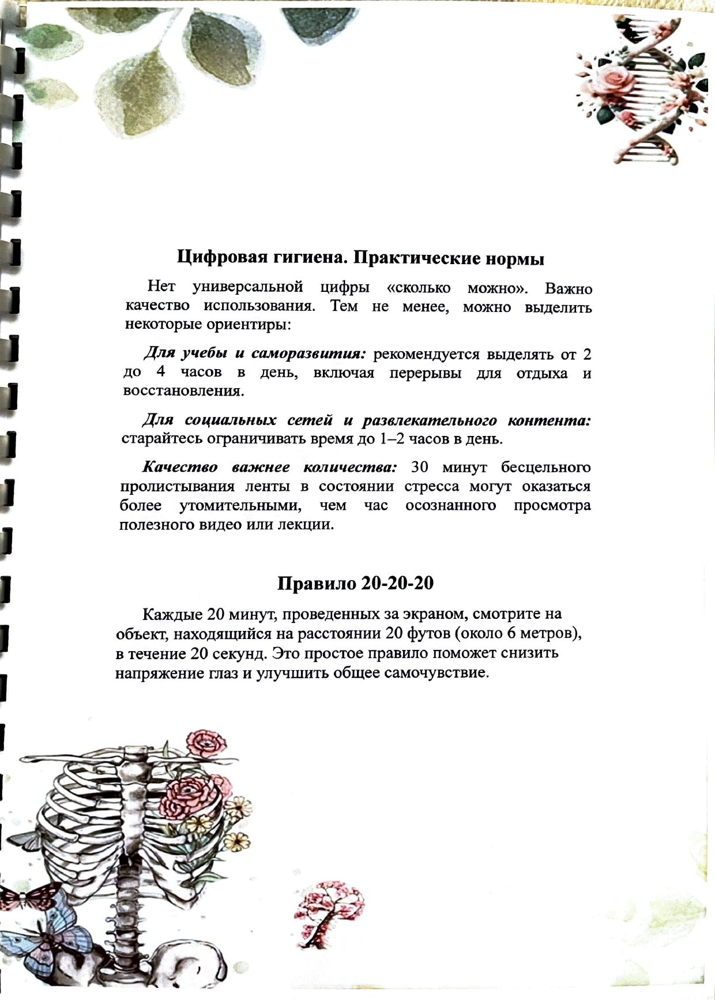 Цифровая гигиена. Практические нормы
Нет универсальной цифры «сколько можно». Важно
качество использования. Тем не менее, можно выделить
некоторые ориентиры:
Для учебы и саморазвития: рекомендуется выделять от 2
до 4 часов в день, включая перерывы для отдыха и
восстановления.
Для социальных сетей и развлекательного контента:
старайтесь ограничивать время до 1–2 часов в день.
Качество важнее количества: 30 минут бесцельного
пролистывания ленты в состоянии стресса могут оказаться
более утомительными, чем час осознанного просмотра
полезного видео или лекции.
Правило 20-20-20
Каждые 20 минут, проведенных за экраном, смотрите на
объект, находящийся на расстоянии 20 футов (около 6 метров),
в течение 20 секунд. Это простое правило поможет снизить
напряжение глаз и улучшить общее самочувствие.